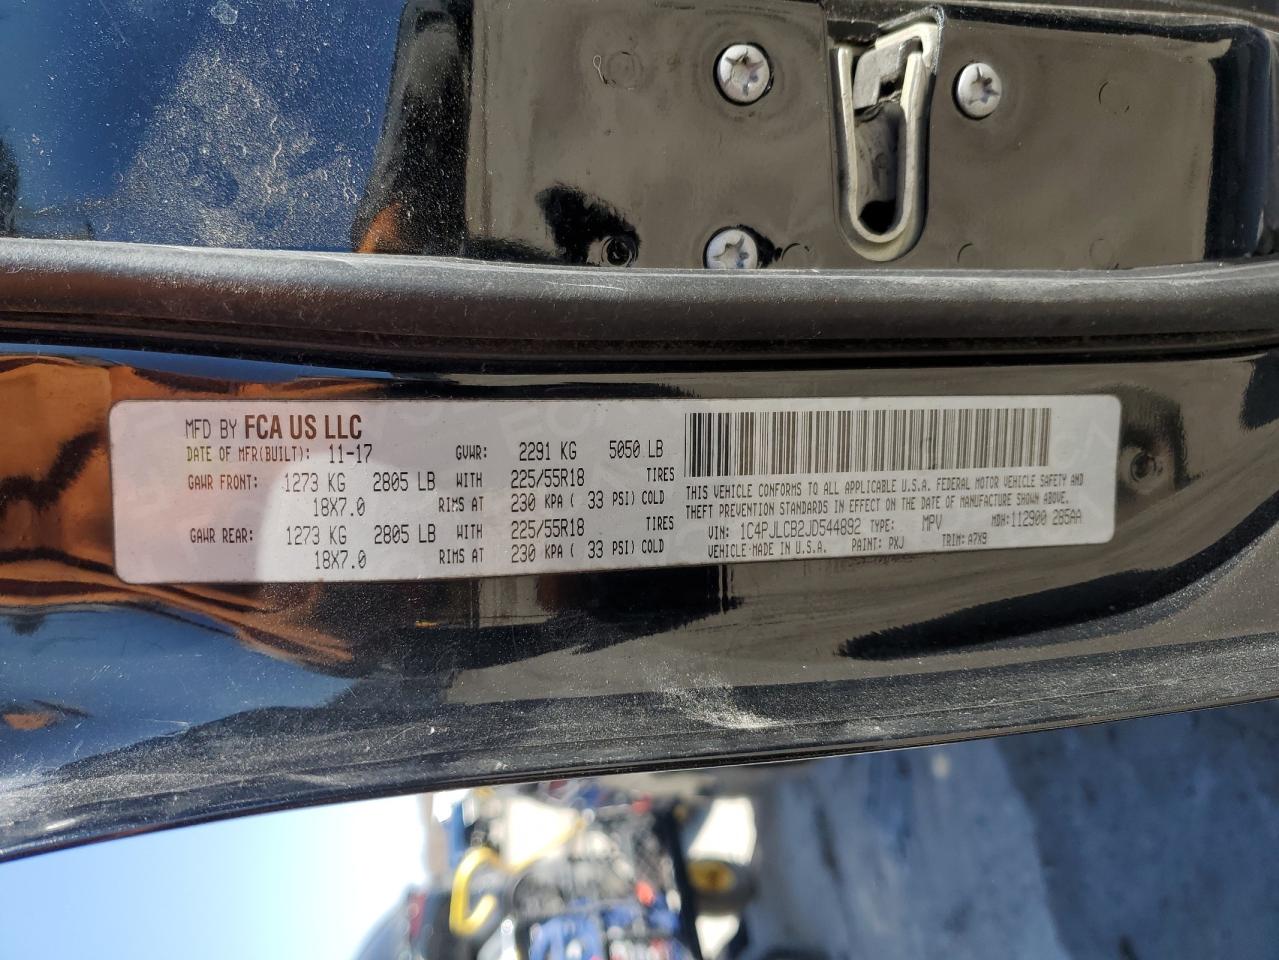 MFD BY FCA US LLC
DATE OF MFR(BUILT): 11-17 GVWR: 2291 KG 5050 LB
GAWR FRONT: 1273 KG 2805 LB WITH 225/55R18 TIRES
18X7.0 RIMS AT 230 KPA ( 33 PSI) COLD
GAWR REAR: 1273 KG 2805 LB WITH 225/55R18 TIRES
18X7.0 RIMS AT 230 KPA ( 33 PSI) COLD
THIS VEHICLE CONFORMS TO ALL APPLICABLE U.S.A. FEDERAL MOTOR VEHICLE SAFETY AND
THEFT PREVENTION STANDARDS IN EFFECT ON THE DATE OF MANUFACTURE SHOWN ABOVE.
VIN: 1C4PJLCB2JD544892 TYPE: MPV MDH: 112900 285AA
VEHICLE MADE IN U.S.A. PAINT: PXJ TRIM: A7X9